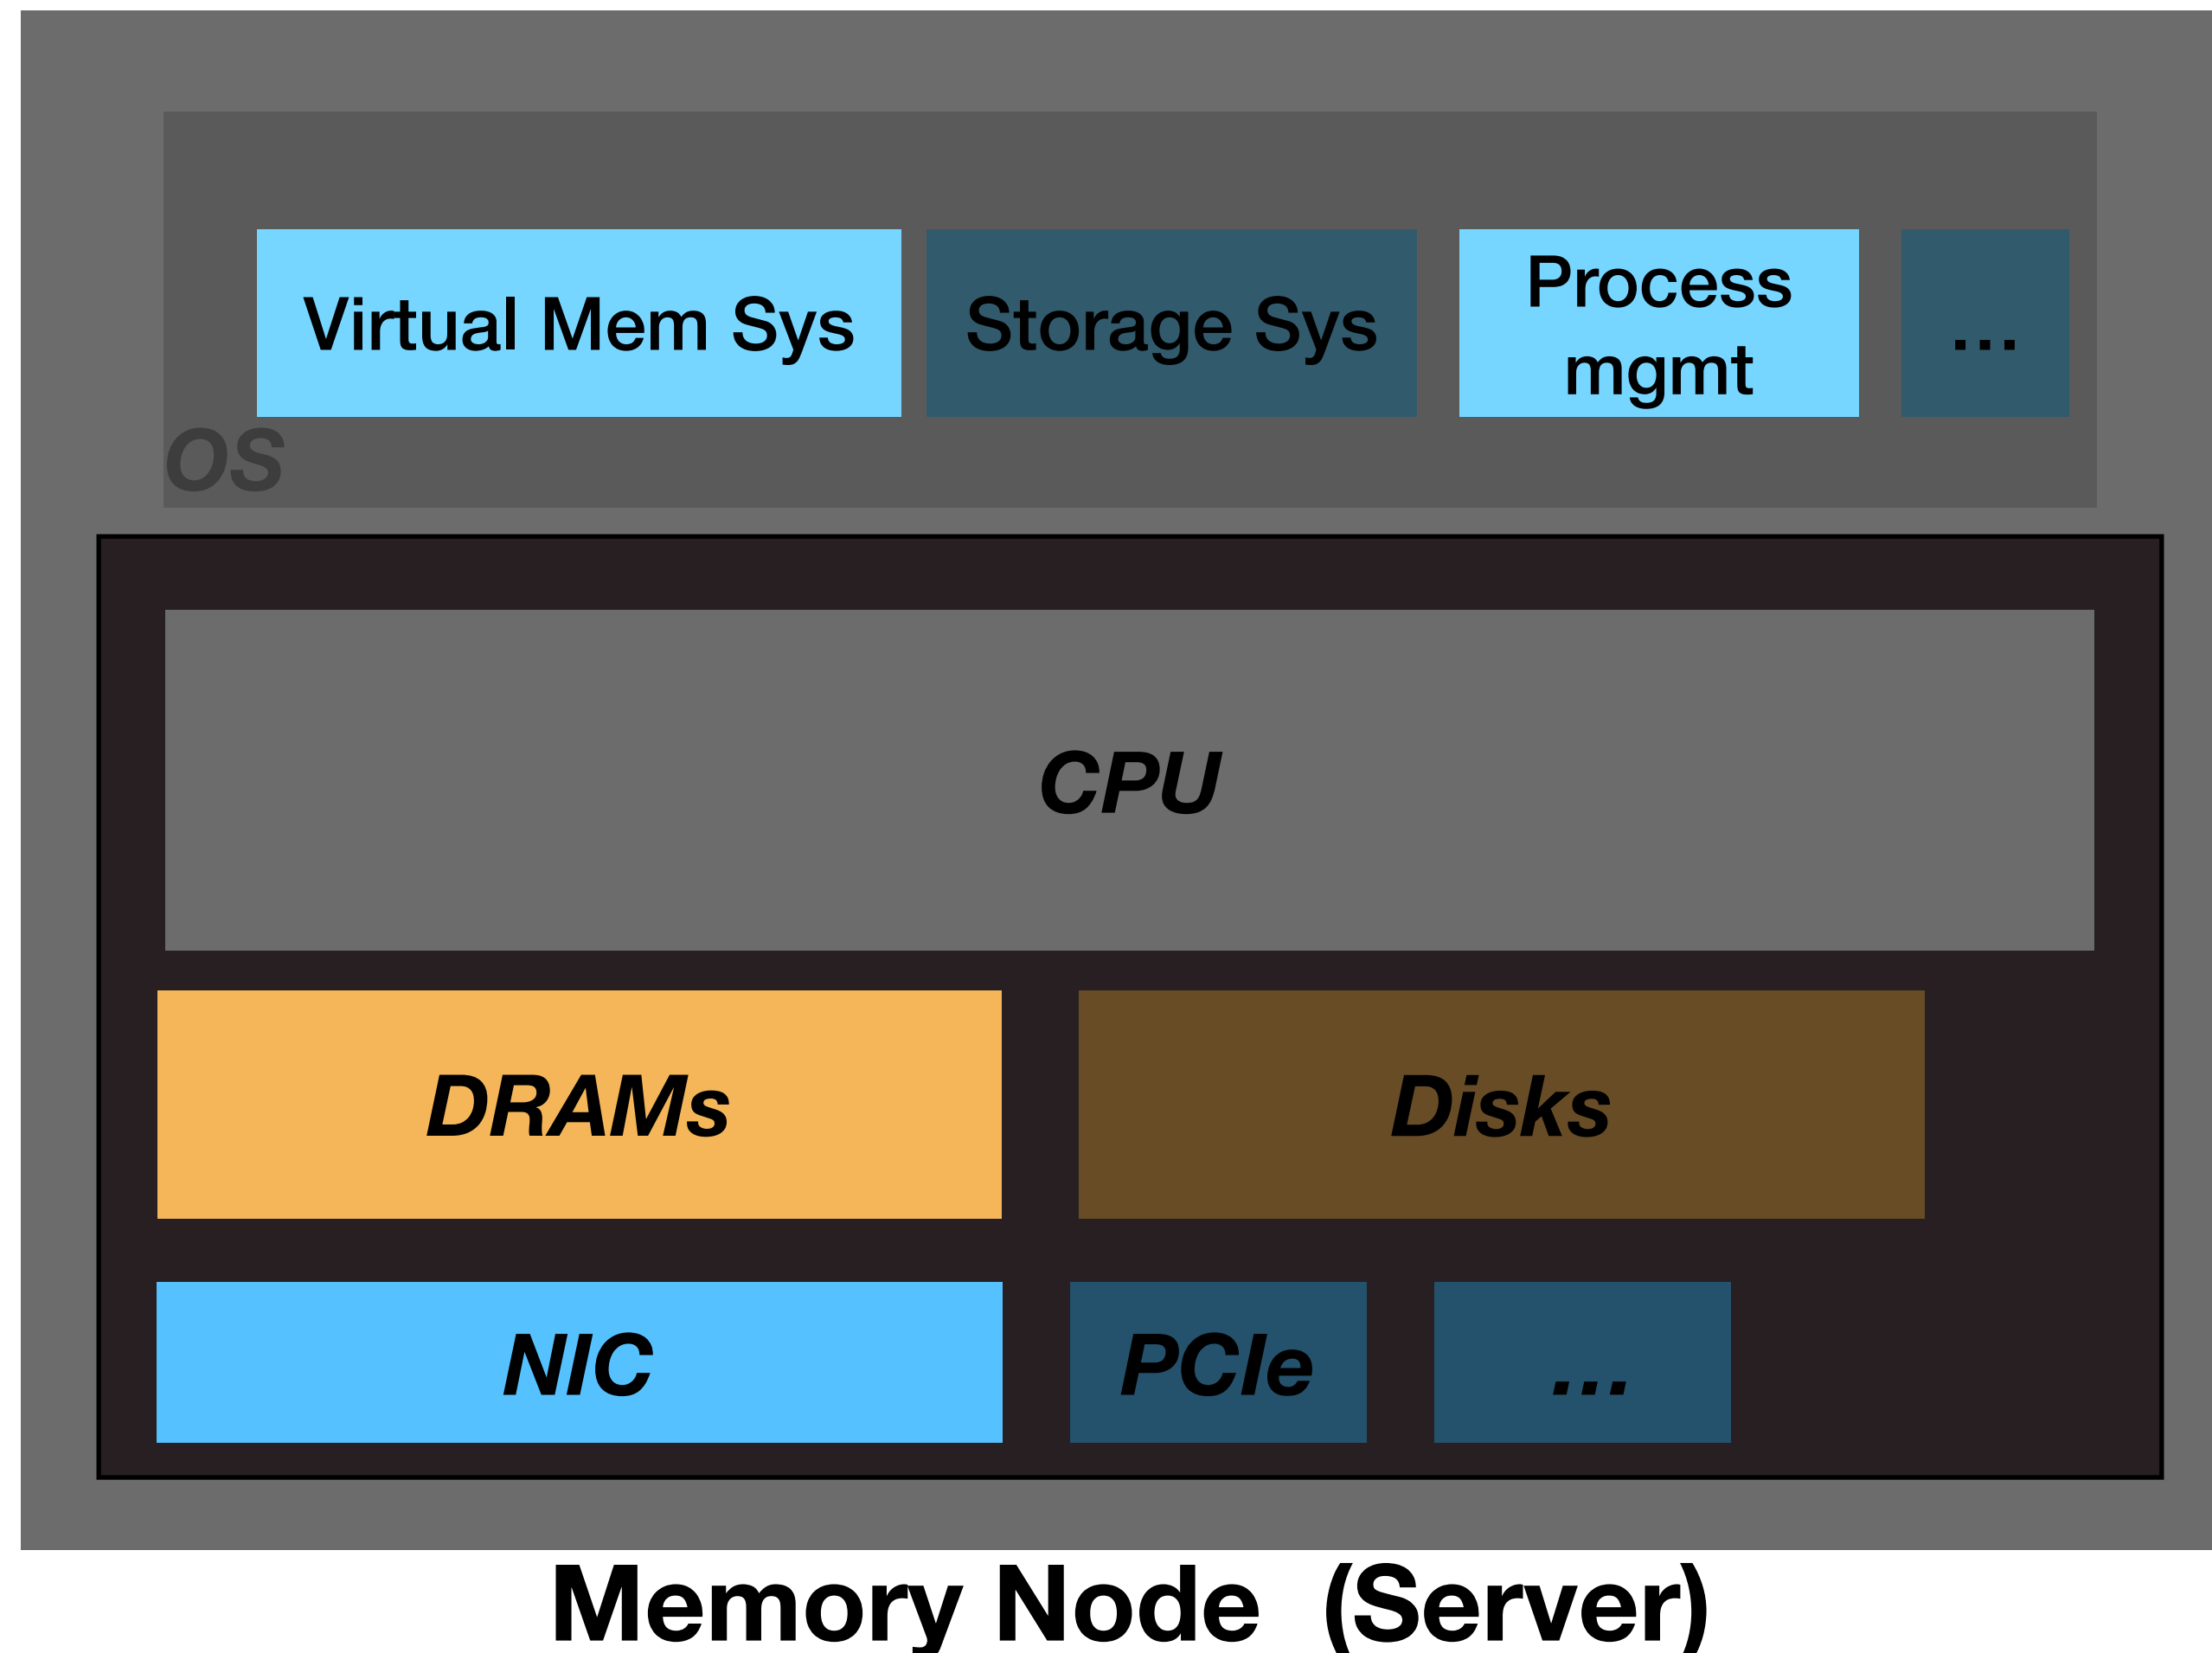 Virtual Mem Sys
Storage Sys
Process
mgmt
...
OS
CPU
DRAMs
Disks
NIC
PCIe
...
Memory Node (Server)